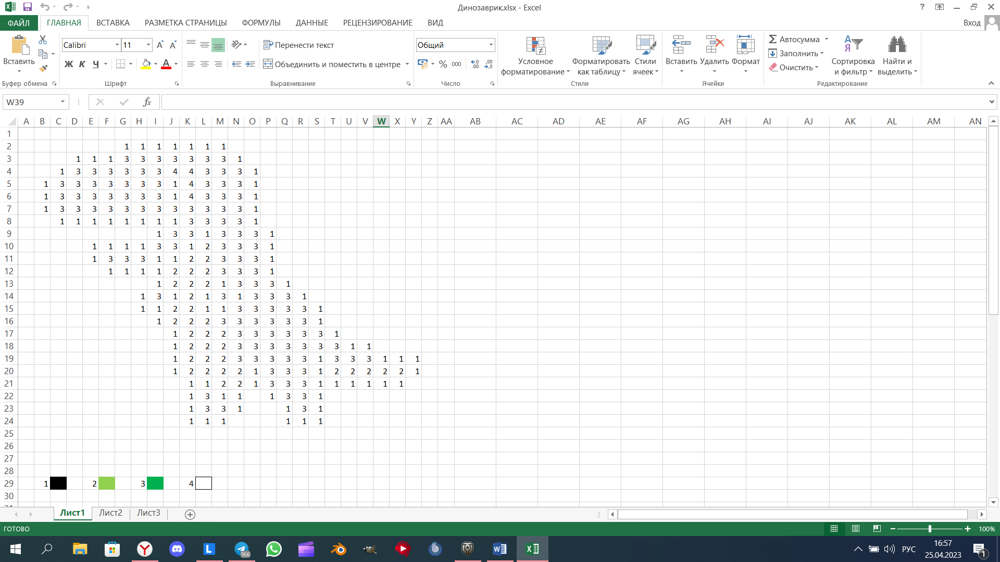 Динозаврик.xlsx - Excel
ФАЙЛ ГЛАВНАЯ ВСТАВКА РАЗМЕТКА СТРАНИЦЫ ФОРМУЛЫ ДАННЫЕ РЕЦЕНЗИРОВАНИЕ ВИД Вход
Calibri 11 Перенести текст Общий Автосумма
Вставить Условное форматирование Форматировать как таблицу Стили ячеек Вставить Удалить Формат Заполнить Сортировка и фильтр Найти и выделить
Ж К Ч А Объединить и поместить в центре % 000 Очистить
Буфер обмена Шрифт Выравнивание Число Стили Ячейки Редактирование
W39 fx
A B C D E F G H I J K L M N O P Q R S T U V W X Y Z AA AB AC AD AE AF AG AH AI AJ AK AL AM AN
1
2 1 1 1 1 1 1 1
3 1 1 1 3 3 3 3 3 3 3 1
4 1 3 3 3 3 3 3 4 4 3 3 3 1
5 1 3 3 3 3 3 3 3 1 4 3 3 3 1
6 1 3 3 3 3 3 3 3 1 4 3 3 3 1
7 1 3 3 3 3 3 3 3 3 3 3 3 3 1
8 1 1 1 1 1 1 1 1 3 3 3 3 1
9 1 3 3 1 3 3 3 1
10 1 1 1 1 3 3 1 2 3 3 3 1
11 1 3 3 3 1 1 2 2 3 3 3 1
12 1 1 1 1 2 2 2 3 3 3 1
13 1 2 2 2 1 3 3 3 1
14 1 3 1 2 1 3 1 3 3 3 1
15 1 1 2 2 1 1 3 3 3 3 3 1
16 1 2 2 2 3 3 3 3 3 3 1
17 1 2 2 2 3 3 3 3 3 3 1
18 1 2 2 2 3 3 3 3 3 3 3 1 1
19 1 2 2 2 3 3 3 3 3 1 3 3 3 1 1 1
20 1 2 2 2 2 1 3 3 3 1 2 2 2 2 2 1
21 1 1 2 2 1 3 3 3 1 1 1 1 1 1
22 1 3 1 1 1 3 3 1
23 1 3 3 1 1 3 1
24 1 1 1 1 1 1
25
26
27
28
29 1 2 3 4
30
Лист1 Лист2 Лист3
ГОТОВО 100%
966 РУС 16:57 1
25.04.2023